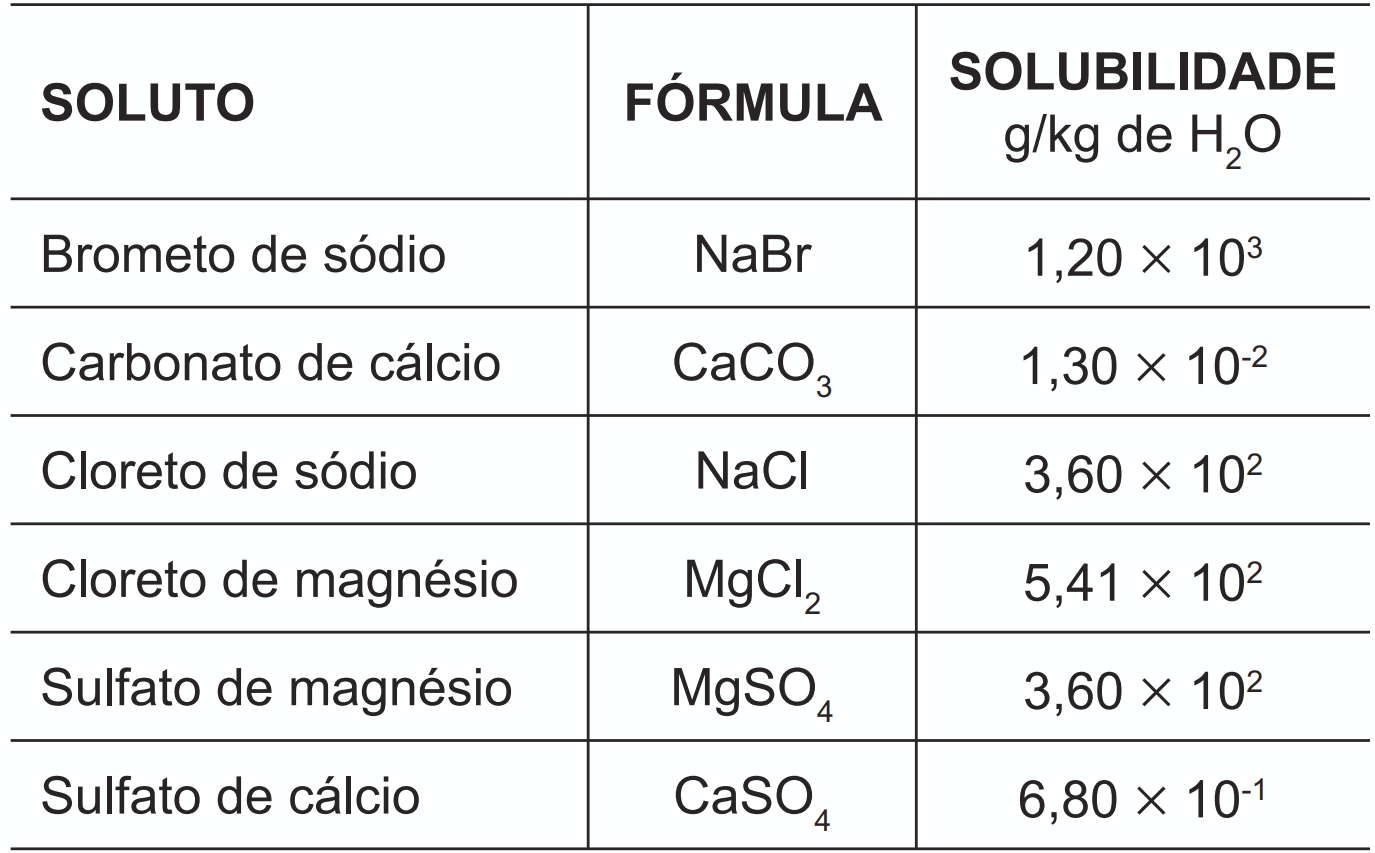 SOLUTO FÓRMULA SOLUBILIDADE
g/kg de H₂O
Brometo de sódio NaBr 1,20 × 10³
Carbonato de cálcio CaCO₃ 1,30 × 10⁻²
Cloreto de sódio NaCl 3,60 × 10²
Cloreto de magnésio MgCl₂ 5,41 × 10²
Sulfato de magnésio MgSO₄ 3,60 × 10²
Sulfato de cálcio CaSO₄ 6,80 × 10⁻¹